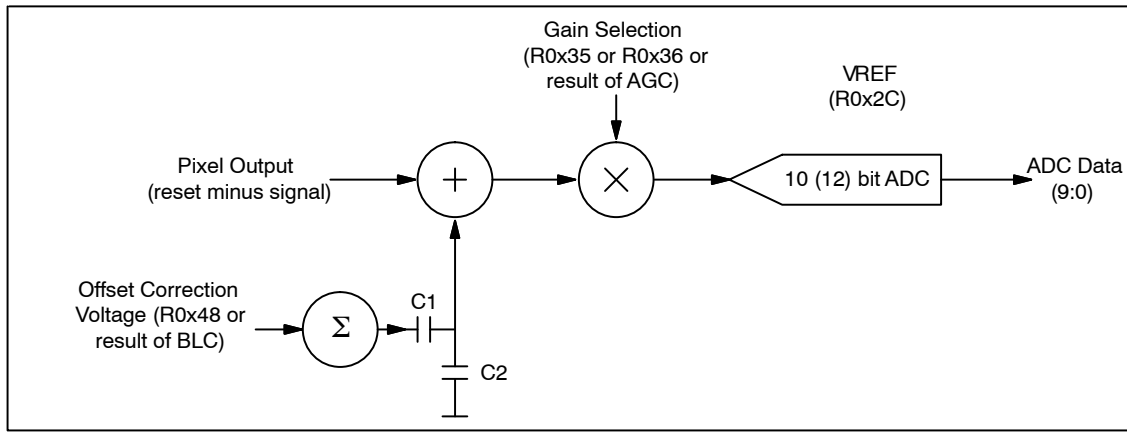 Gain Selection
(R0x35 or R0x36 or
result of AGC)
VREF
(R0x2C)
Pixel Output
(reset minus signal)
+
×
10 (12) bit ADC
ADC Data
(9:0)
Offset Correction
Voltage (R0x48 or
result of BLC)
Σ
C1
C2